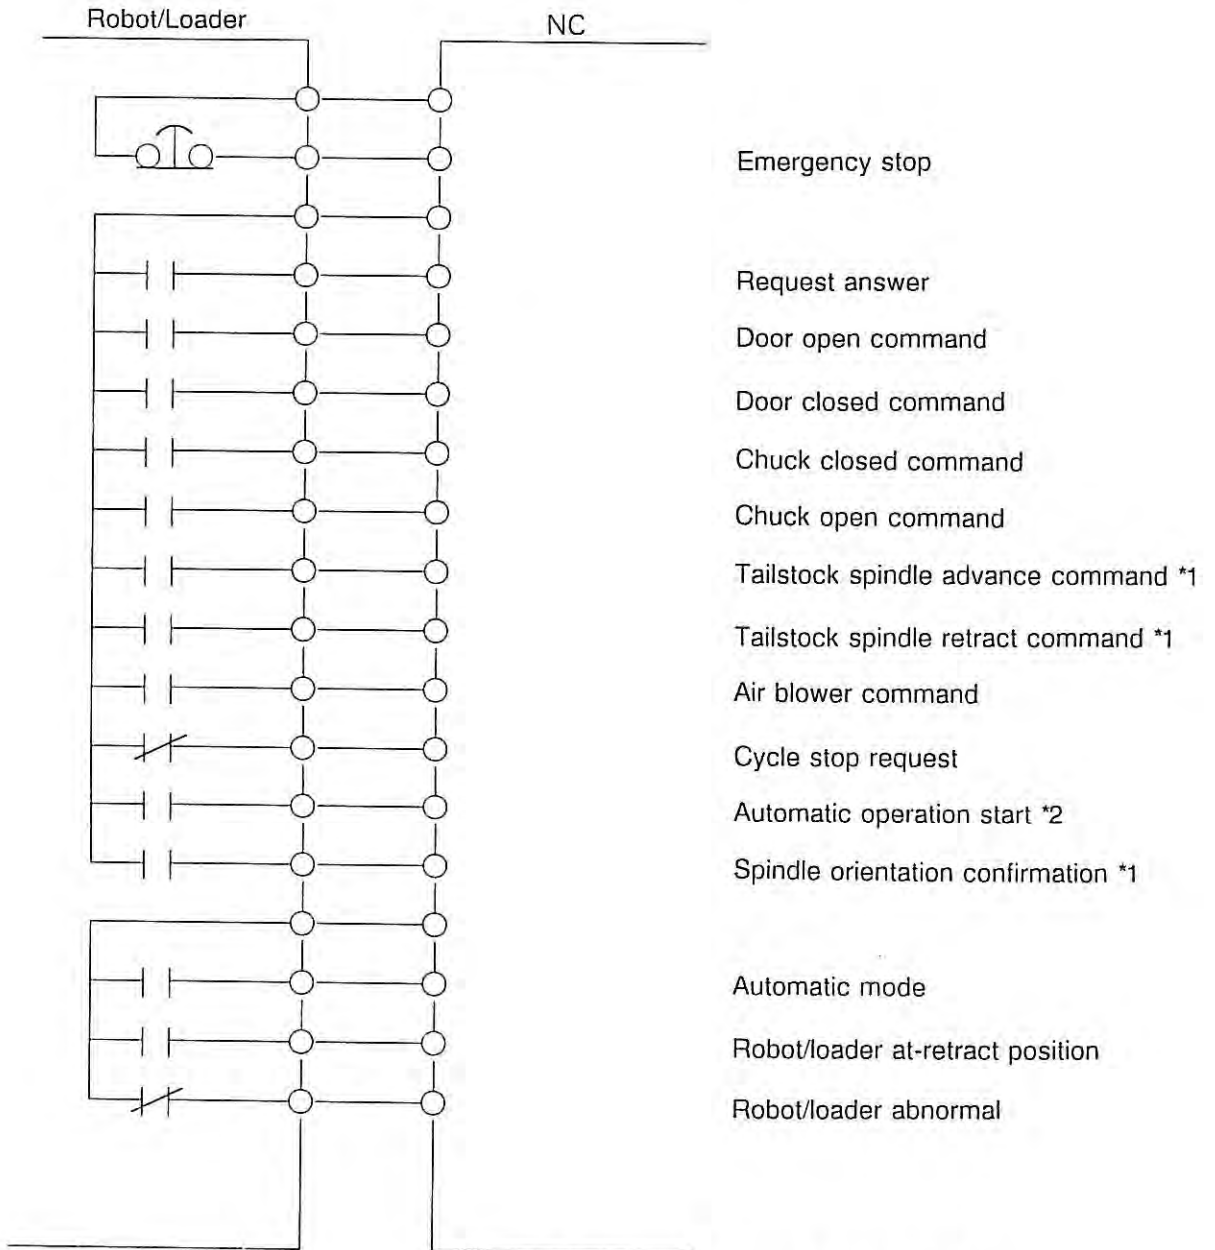 Robot/Loader
NC
Emergency stop
Request answer
Door open command
Door closed command
Chuck closed command
Chuck open command
Tailstock spindle advance command *1
Tailstock spindle retract command *1
Air blower command
Cycle stop request
Automatic operation start *2
Spindle orientation confirmation *1
Automatic mode
Robot/loader at-retract position
Robot/loader abnormal